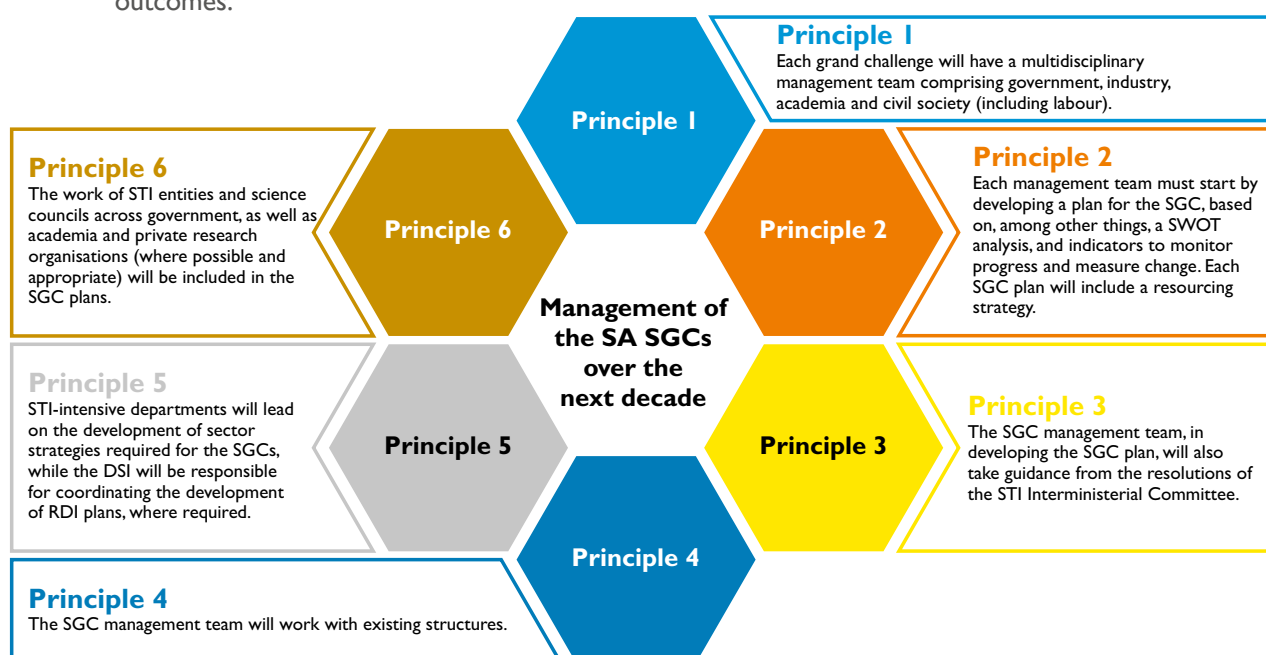 outcomes.
Principle 1
Each grand challenge will have a multidisciplinary
management team comprising government, industry,
academia and civil society (including labour).
Principle 1
Principle 6
The work of STI entities and science
councils across government, as well as
academia and private research
organisations (where possible and
appropriate) will be included in the
SGC plans.
Principle 6
Principle 2
Principle 2
Each management team must start by
developing a plan for the SGC, based
on, among other things, a SWOT
analysis, and indicators to monitor
progress and measure change. Each
SGC plan will include a resourcing
strategy.
Management of
the SA SGCs
over the
next decade
Principle 5
STI-intensive departments will lead
on the development of sector
strategies required for the SGCs,
while the DSI will be responsible
for coordinating the development
of RDI plans, where required.
Principle 5
Principle 3
Principle 3
The SGC management team, in
developing the SGC plan, will also
take guidance from the resolutions of
the STI Interministerial Committee.
Principle 4
Principle 4
The SGC management team will work with existing structures.